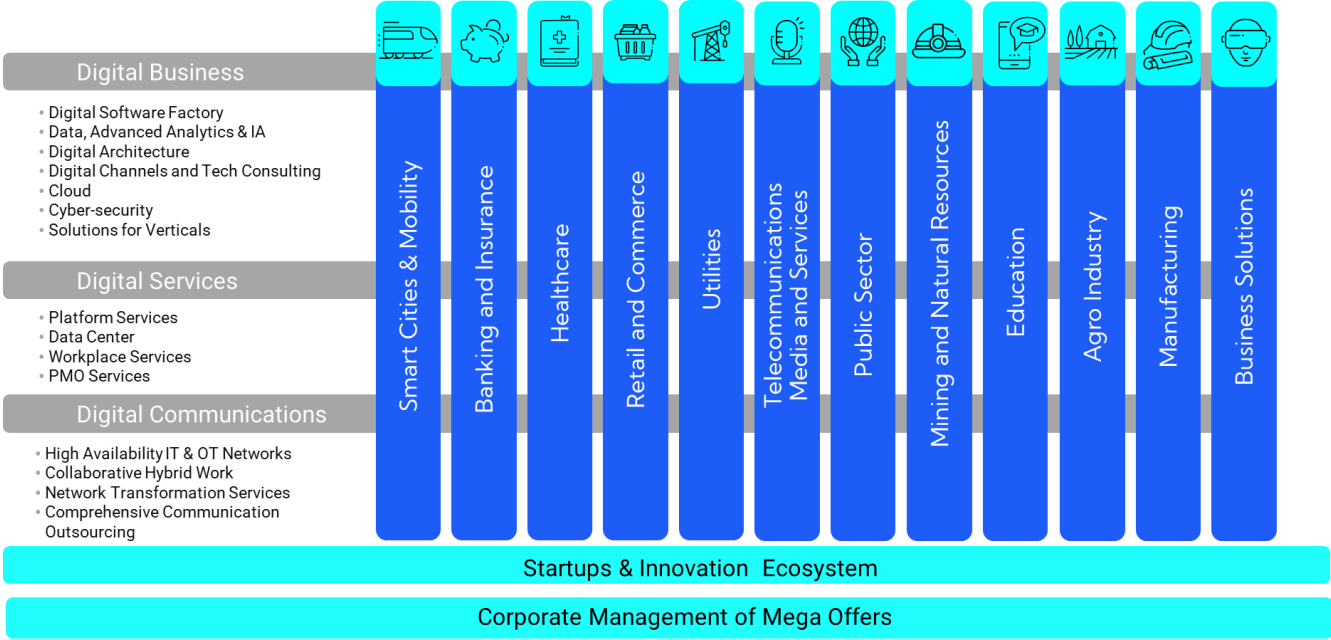 Digital Business
• Digital Software Factory
• Data, Advanced Analytics & IA
• Digital Architecture
• Digital Channels and Tech Consulting
• Cloud
• Cyber-security
• Solutions for Verticals
Digital Services
• Platform Services
• Data Center
• Workplace Services
• PMO Services
Digital Communications
• High Availability IT & OT Networks
• Collaborative Hybrid Work
• Network Transformation Services
• Comprehensive Communication
Outsourcing
Smart Cities & Mobility
Banking and Insurance
Healthcare
Retail and Commerce
Utilities
Telecommunications
Media and Services
Public Sector
Mining and Natural Resources
Education
Agro Industry
Manufacturing
Business Solutions
Startups & Innovation Ecosystem
Corporate Management of Mega Offers